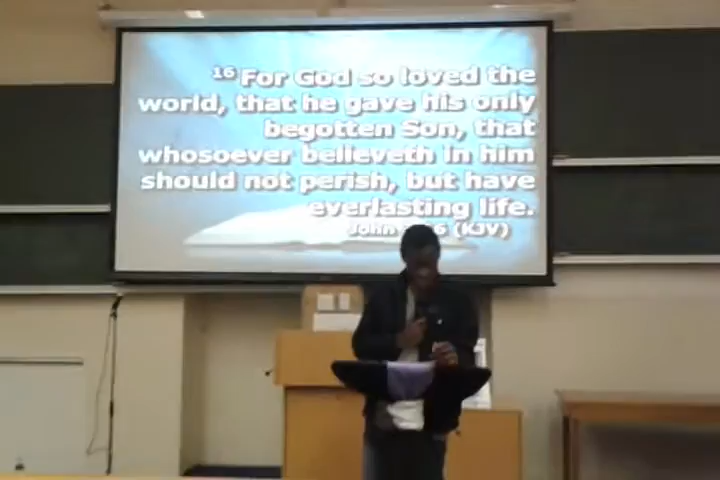 16 For God so loved the
world, that he gave his only
begotten Son, that
whosoever believeth in him
should not perish, but have
everlasting life.
John (KJV)